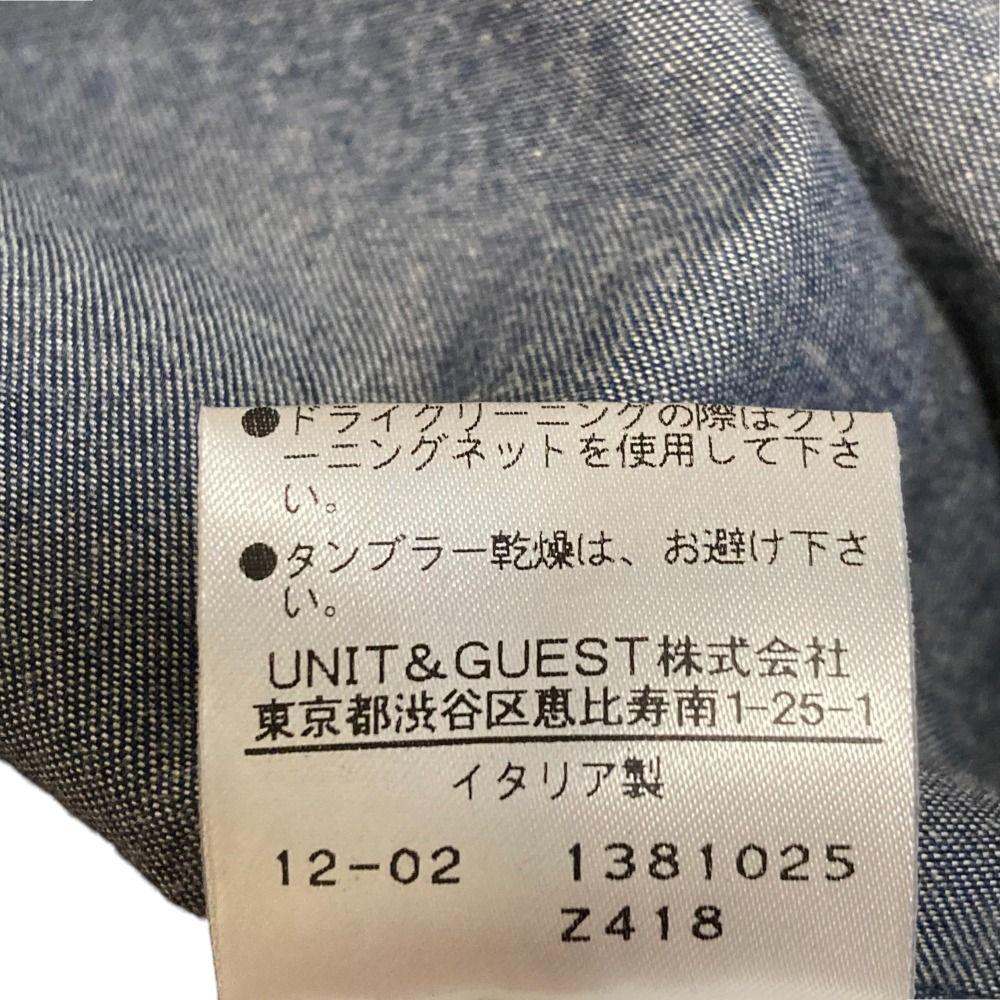 ●ドライクリーニングの際はクリ
ーニングネットを使用して下さ
い。
●タンブラー乾燥は、お避け下さ
い。
UNIT&GUEST株式会社
東京都渋谷区恵比寿南1-25-1
イタリア製
12-02 1381025
Z418